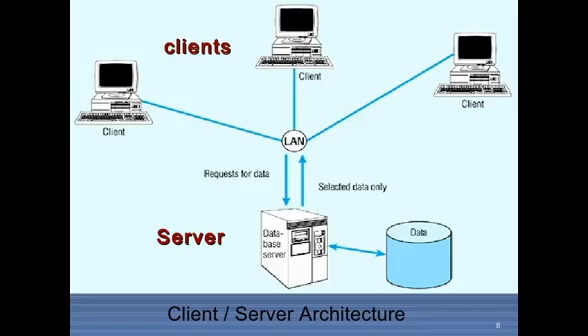 clients
Client
Client
Client
LAN
Requests for data
Selected data only
Server
Data-
base
server
Data
Client / Server Architecture
8